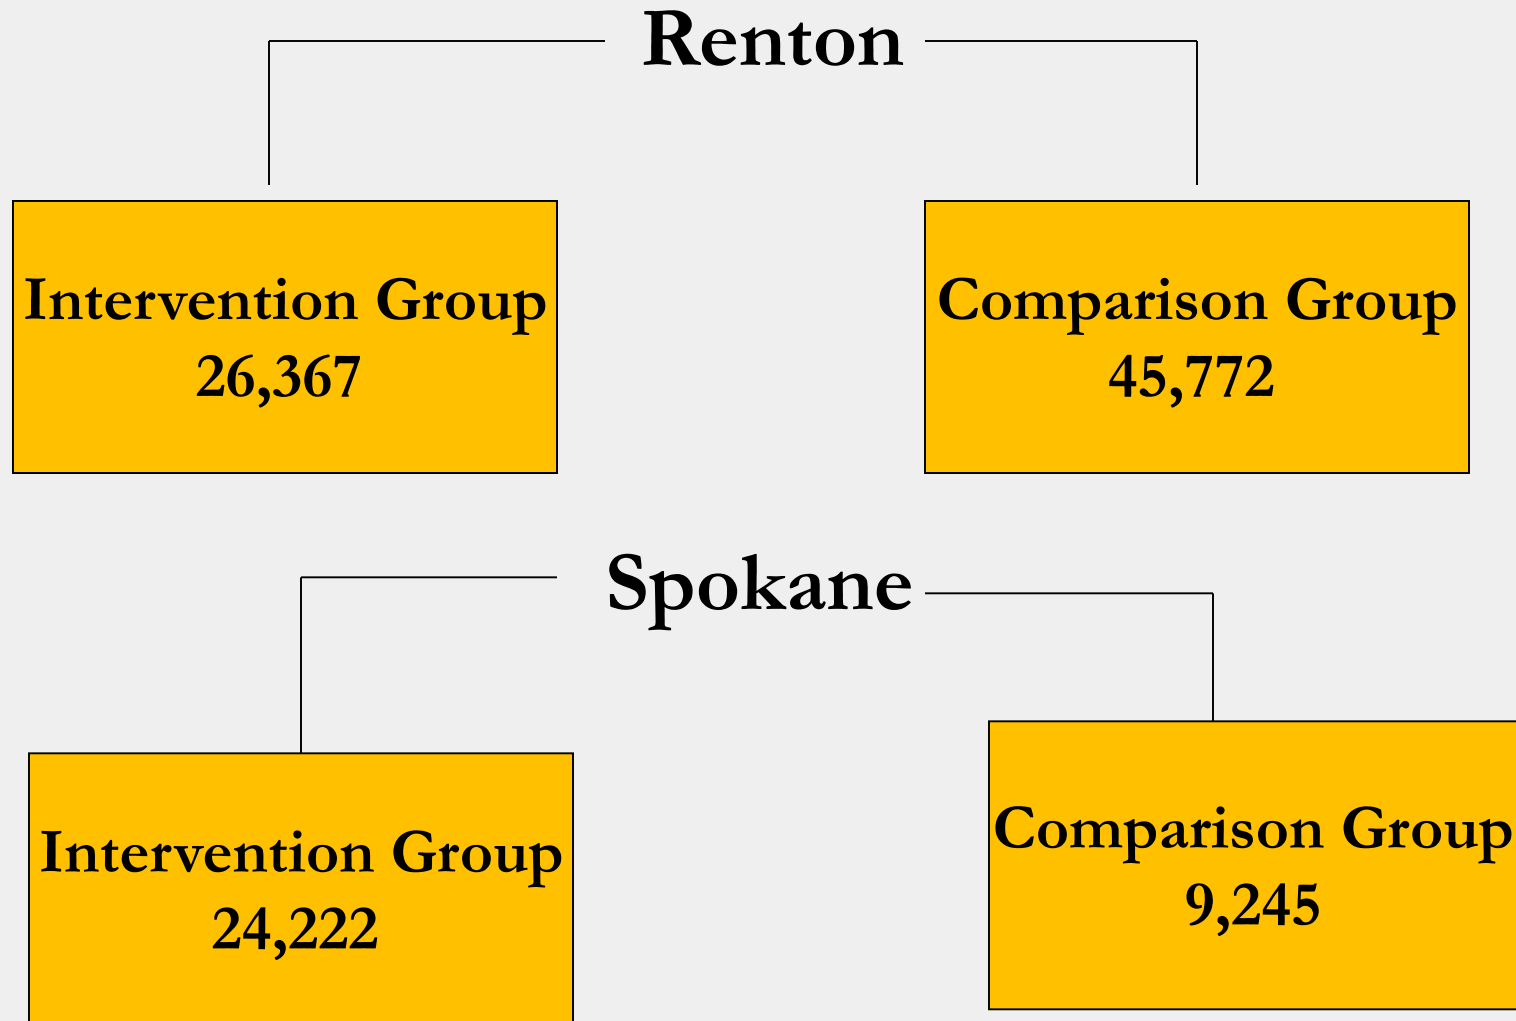 Renton
Intervention Group
26,367
Comparison Group
45,772
Spokane
Intervention Group
24,222
Comparison Group
9,245